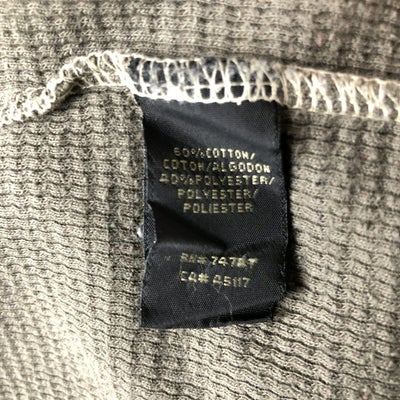 60% COTTON/
COTON/ALGODON
40% POLYESTER/
POLYESTER/
POLIESTER
RN#
CA# 45117